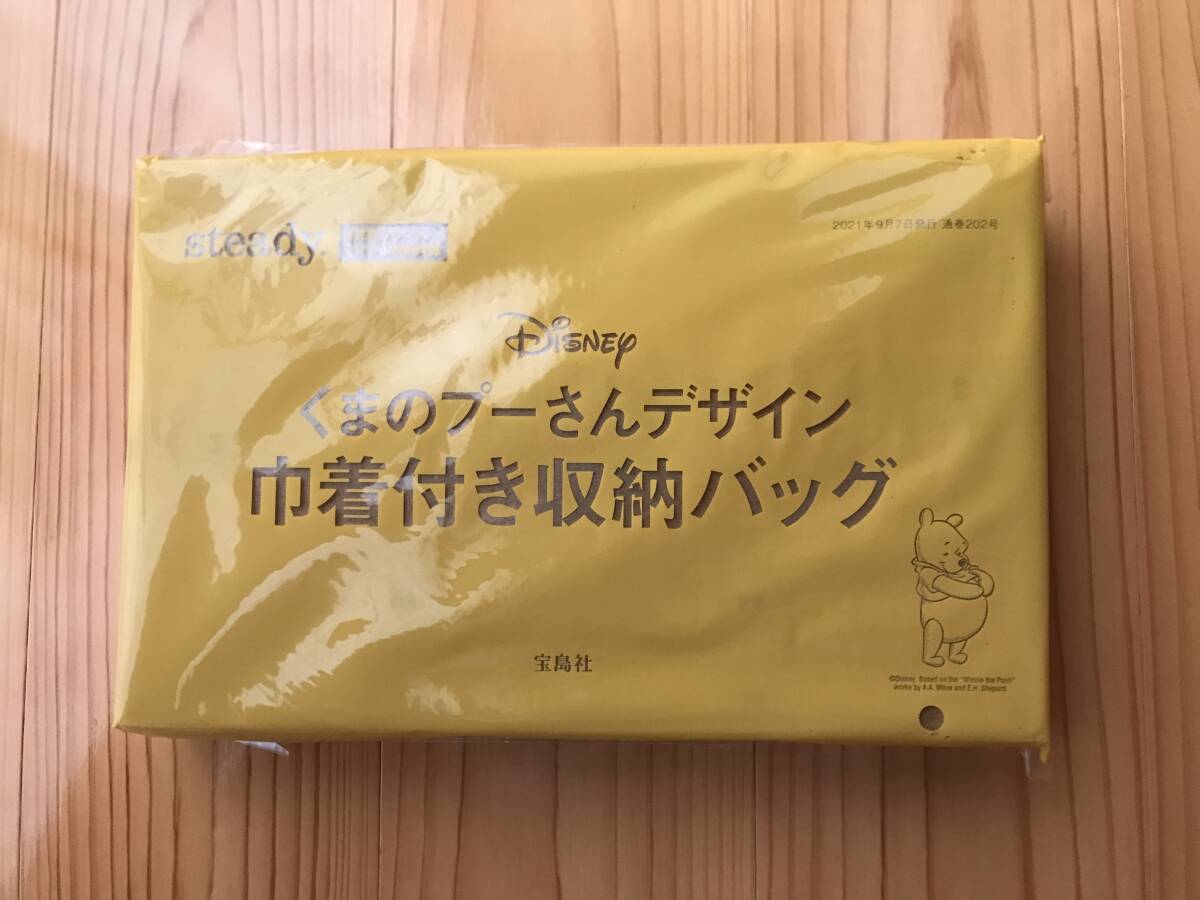 steady.
2021年9月7日発行 通巻202号
Disney
くまのプーさんデザイン
巾着付き収納バッグ
宝島社
©Disney. Based on the "Winnie the Pooh"
works by A.A. Milne and E.H. Shepard.